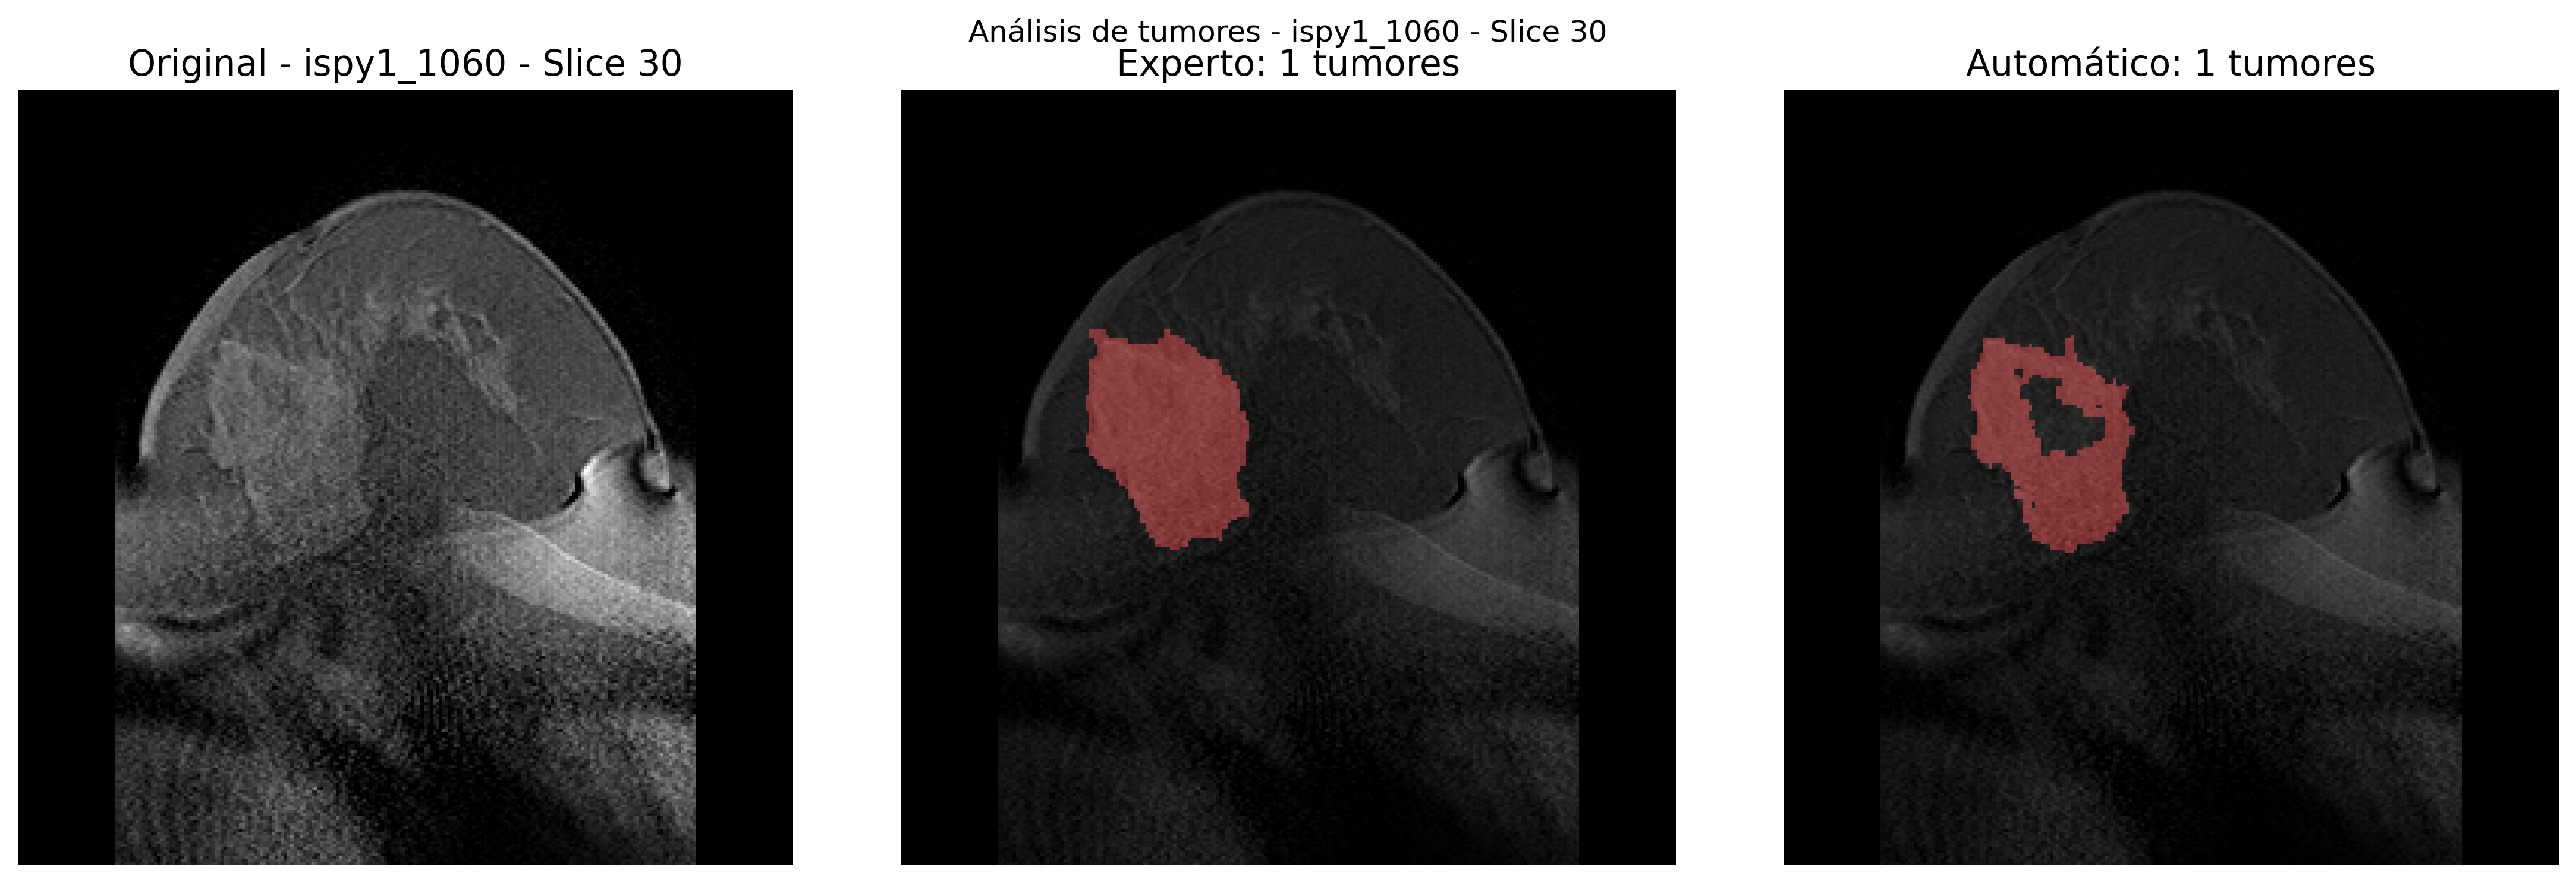 Análisis de tumores - ispy1_1060 - Slice 30
Original - ispy1_1060 - Slice 30
Experto: 1 tumores
Automático: 1 tumores